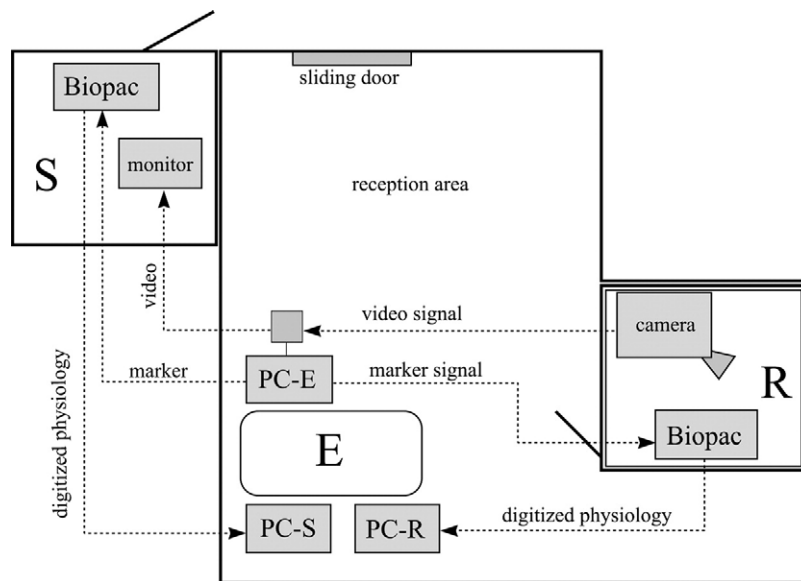 Biopac
sliding door
monitor
S
reception area
video
video signal
camera
marker
PC-E
marker signal
R
digitized physiology
E
Biopac
PC-S
PC-R
digitized physiology